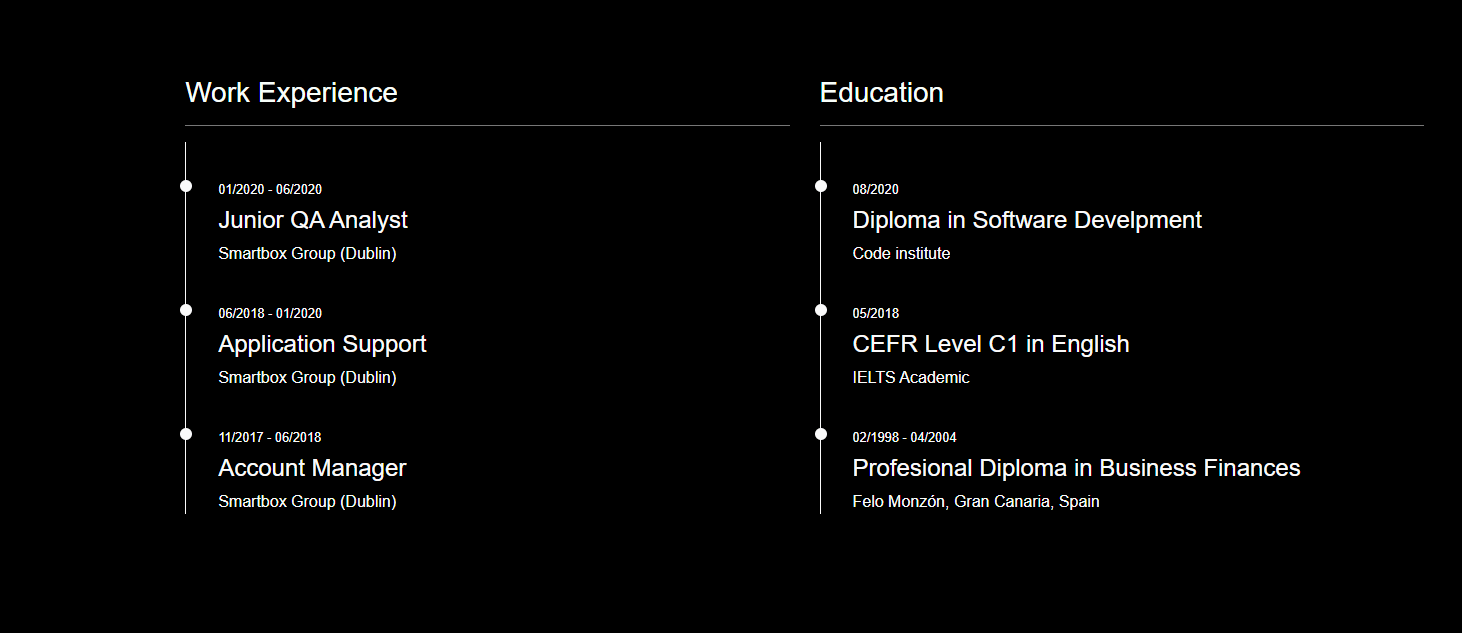 Work Experience
01/2020 - 06/2020
Junior QA Analyst
Smartbox Group (Dublin)
06/2018 - 01/2020
Application Support
Smartbox Group (Dublin)
11/2017 - 06/2018
Account Manager
Smartbox Group (Dublin)
Education
08/2020
Diploma in Software Develpment
Code institute
05/2018
CEFR Level C1 in English
IELTS Academic
02/1998 - 04/2004
Profesional Diploma in Business Finances
Felo Monzón, Gran Canaria, Spain